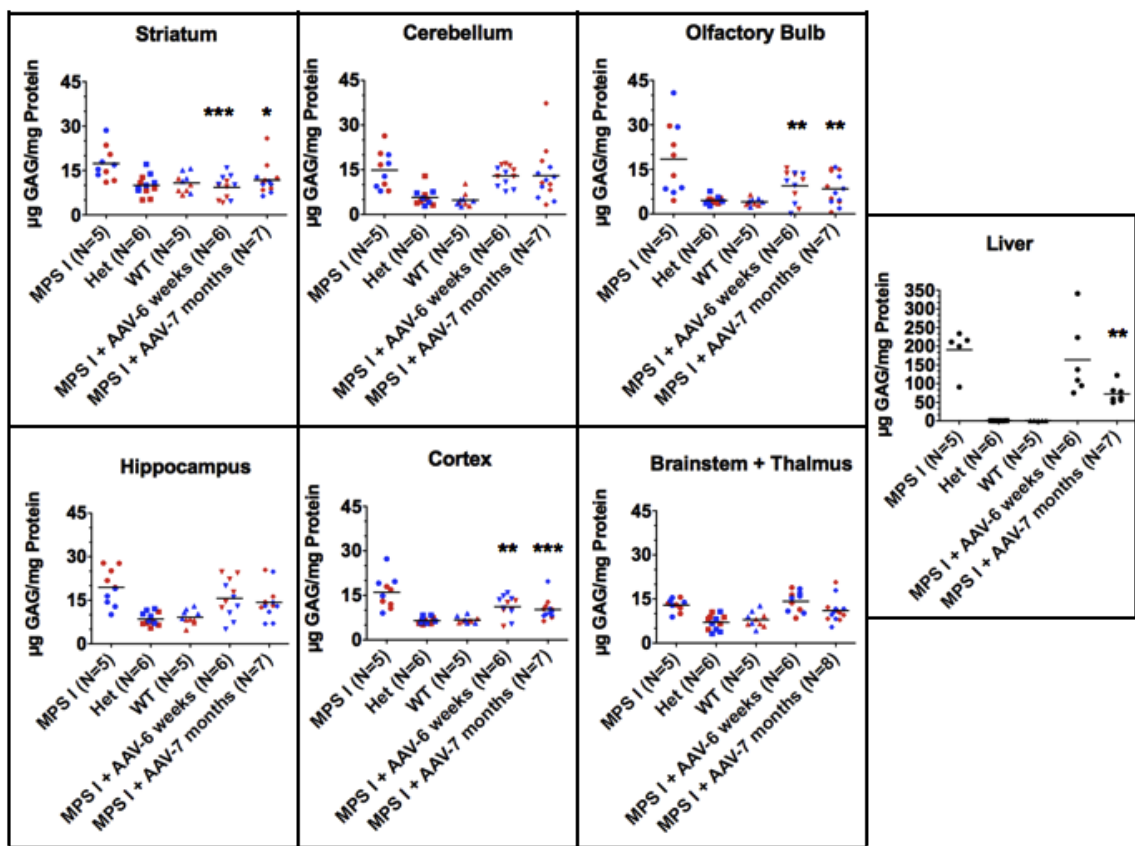 Striatum
µg GAG/mg Protein
45
30
15
0
***
*
MPS I (N=5)
Het (N=6)
WT (N=5)
MPS I + AAV-6 weeks (N=6)
MPS I + AAV-7 months (N=7)
Cerebellum
µg GAG/mg Protein
45
30
15
0
MPS I (N=5)
Het (N=6)
WT (N=5)
MPS I + AAV-6 weeks (N=6)
MPS I + AAV-7 months (N=7)
Olfactory Bulb
µg GAG/mg Protein
45
30
15
0
**
**
MPS I (N=5)
Het (N=6)
WT (N=5)
MPS I + AAV-6 weeks (N=6)
MPS I + AAV-7 months (N=7)
Liver
µg GAG/mg Protein
350
300
250
200
150
100
50
0
**
MPS I (N=5)
Het (N=6)
WT (N=5)
MPS I + AAV-6 weeks (N=6)
MPS I + AAV-7 months (N=7)
Hippocampus
µg GAG/mg Protein
45
30
15
0
MPS I (N=5)
Het (N=6)
WT (N=5)
MPS I + AAV-6 weeks (N=6)
MPS I + AAV-7 months (N=7)
Cortex
µg GAG/mg Protein
45
30
15
0
**
***
MPS I (N=5)
Het (N=6)
WT (N=5)
MPS I + AAV-6 weeks (N=6)
MPS I + AAV-7 months (N=7)
Brainstem + Thalmus
µg GAG/mg Protein
45
30
15
0
MPS I (N=5)
Het (N=6)
WT (N=5)
MPS I + AAV-6 weeks (N=6)
MPS I + AAV-7 months (N=8)